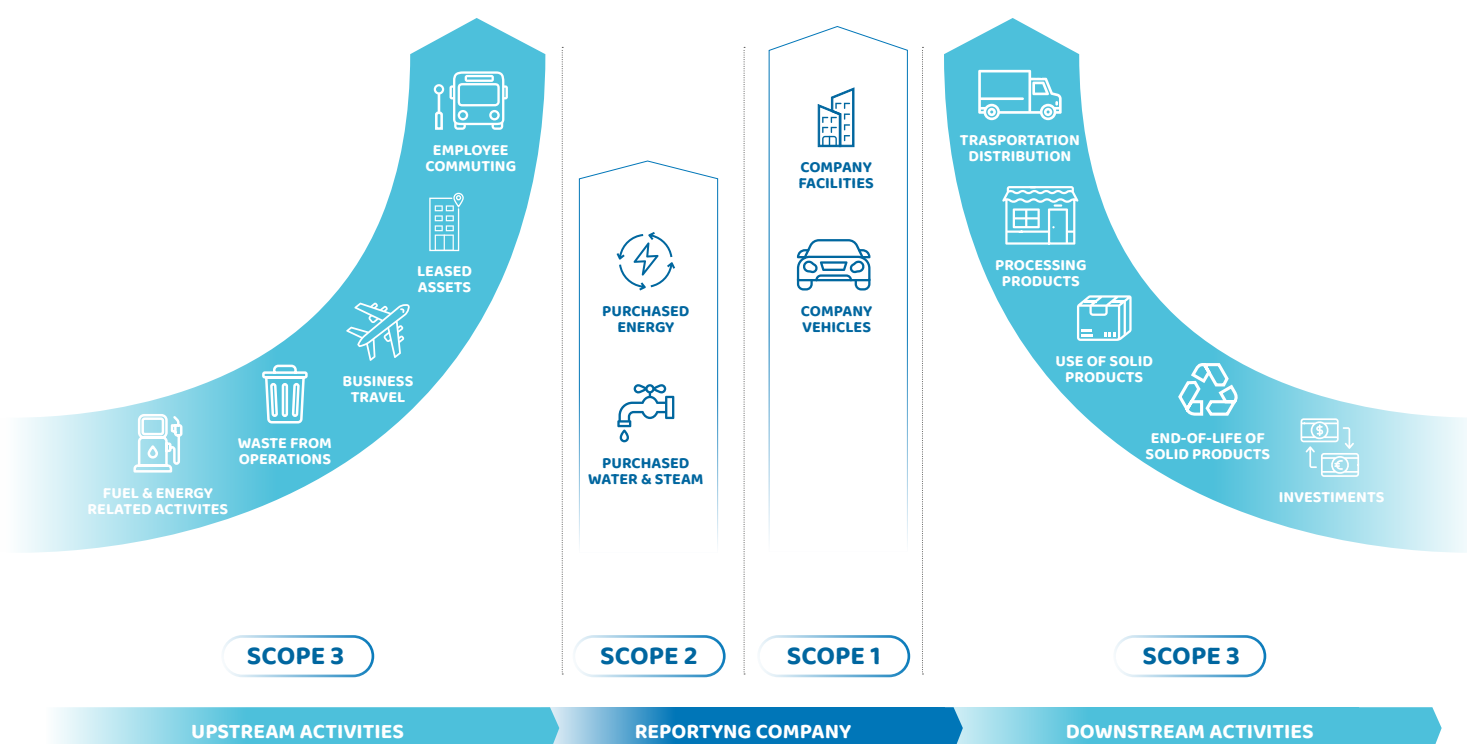 EMPLOYEE
COMMUTING
LEASED
ASSETS
BUSINESS
TRAVEL
WASTE FROM
OPERATIONS
FUEL & ENERGY
RELATED ACTIVITES
PURCHASED
ENERGY
PURCHASED
WATER & STEAM
COMPANY
FACILITIES
COMPANY
VEHICLES
TRASPORTATION
DISTRIBUTION
PROCESSING
PRODUCTS
USE OF SOLID
PRODUCTS
END-OF-LIFE OF
SOLID PRODUCTS
$
€
INVESTIMENTS
SCOPE 3
SCOPE 2
SCOPE 1
SCOPE 3
UPSTREAM ACTIVITIES
REPORTYNG COMPANY
DOWNSTREAM ACTIVITIES